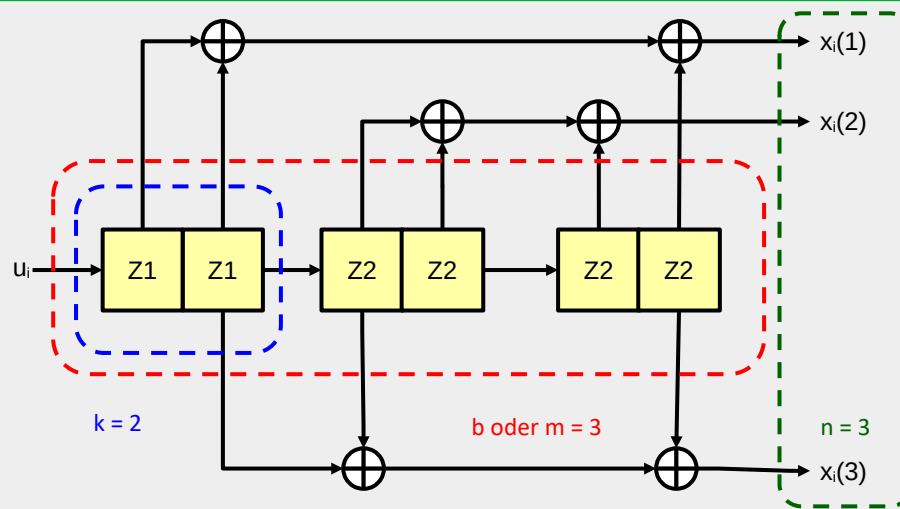 xᵢ(1)
xᵢ(2)
uᵢ Z1 Z1 Z2 Z2 Z2 Z2
k = 2 b oder m = 3 n = 3
xᵢ(3)